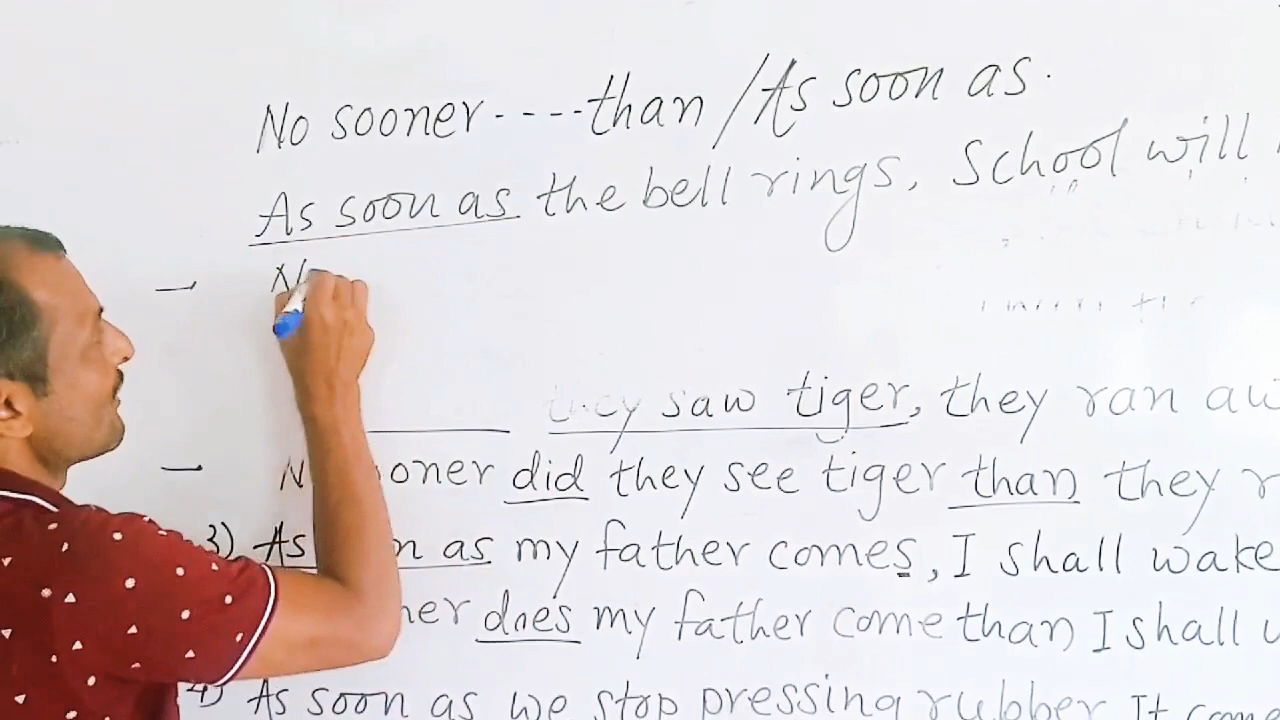 No sooner----than/As soon as.
As soon as the bell rings, School will
— N
saw tiger, they ran
— did they see tiger than they
3) As as my father comes, I shall wake
does my father come than I shall
4) As soon as we stop pressing rubber It